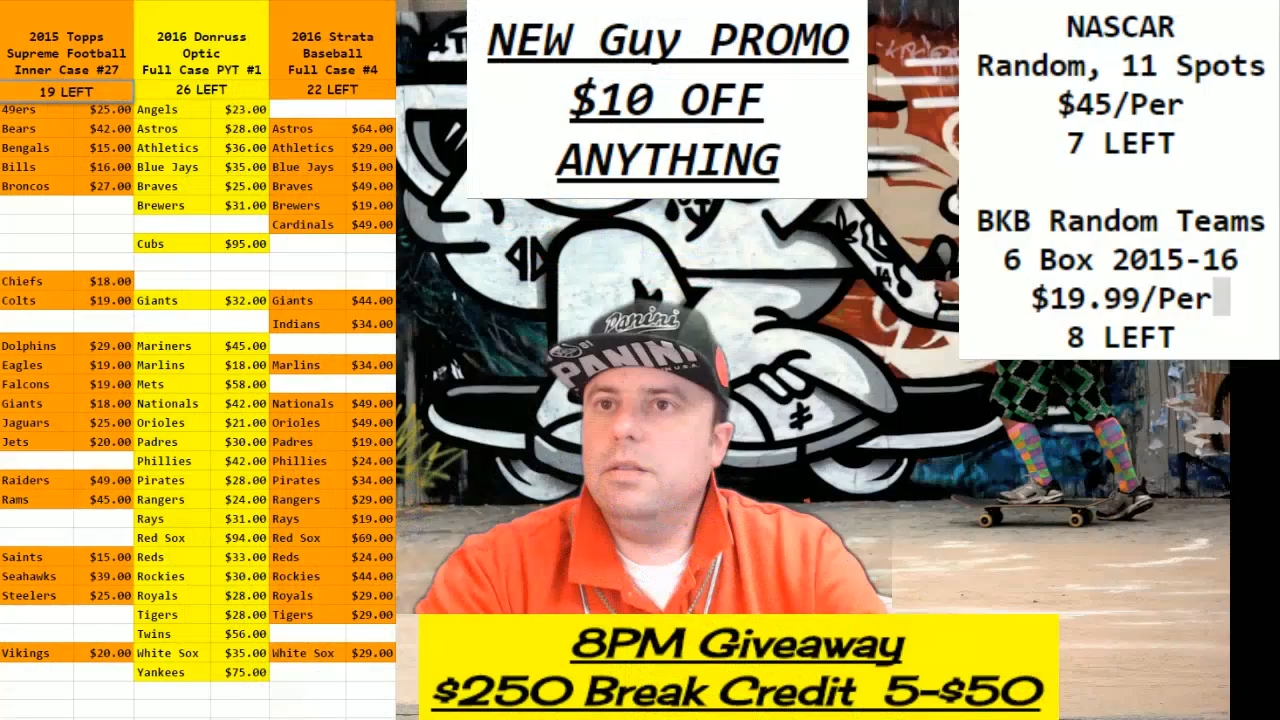 2015 Topps
Supreme Football
Inner Case #27
19 LEFT
49ers $25.00
Bears $42.00
Bengals $15.00
Bills $16.00
Broncos $27.00
Chiefs $18.00
Colts $19.00
Dolphins $29.00
Eagles $19.00
Falcons $19.00
Giants $18.00
Jaguars $25.00
Jets $20.00
Raiders $49.00
Rams $45.00
Saints $15.00
Seahawks $39.00
Steelers $25.00
Vikings $20.00
2016 Donruss
Optic
Full Case PYT #1
26 LEFT
Angels $23.00
Astros $28.00
Athletics $36.00
Blue Jays $35.00
Braves $25.00
Brewers $31.00
Cubs $95.00
Giants $32.00
Mariners $45.00
Marlins $18.00
Mets $58.00
Nationals $42.00
Orioles $21.00
Padres $30.00
Phillies $42.00
Pirates $28.00
Rangers $24.00
Rays $31.00
Red Sox $94.00
Reds $33.00
Rockies $30.00
Royals $28.00
Tigers $28.00
Twins $56.00
White Sox $35.00
Yankees $75.00
2016 Strata
Baseball
Full Case #4
22 LEFT
Astros $64.00
Athletics $29.00
Blue Jays $19.00
Braves $49.00
Brewers $19.00
Cardinals $49.00
Giants $44.00
Indians $34.00
Marlins $34.00
Nationals $49.00
Orioles $49.00
Padres $19.00
Phillies $24.00
Pirates $34.00
Rangers $29.00
Rays $19.00
Red Sox $69.00
Reds $24.00
Rockies $44.00
Royals $29.00
Tigers $29.00
White Sox $29.00
NEW Guy PROMO
$10 OFF
ANYTHING
NASCAR
Random, 11 Spots
$45/Per
7 LEFT
BKB Random Teams
6 Box 2015-16
$19.99/Per
8 LEFT
Panini
PANINI
8PM Giveaway
$250 Break Credit 5-$50